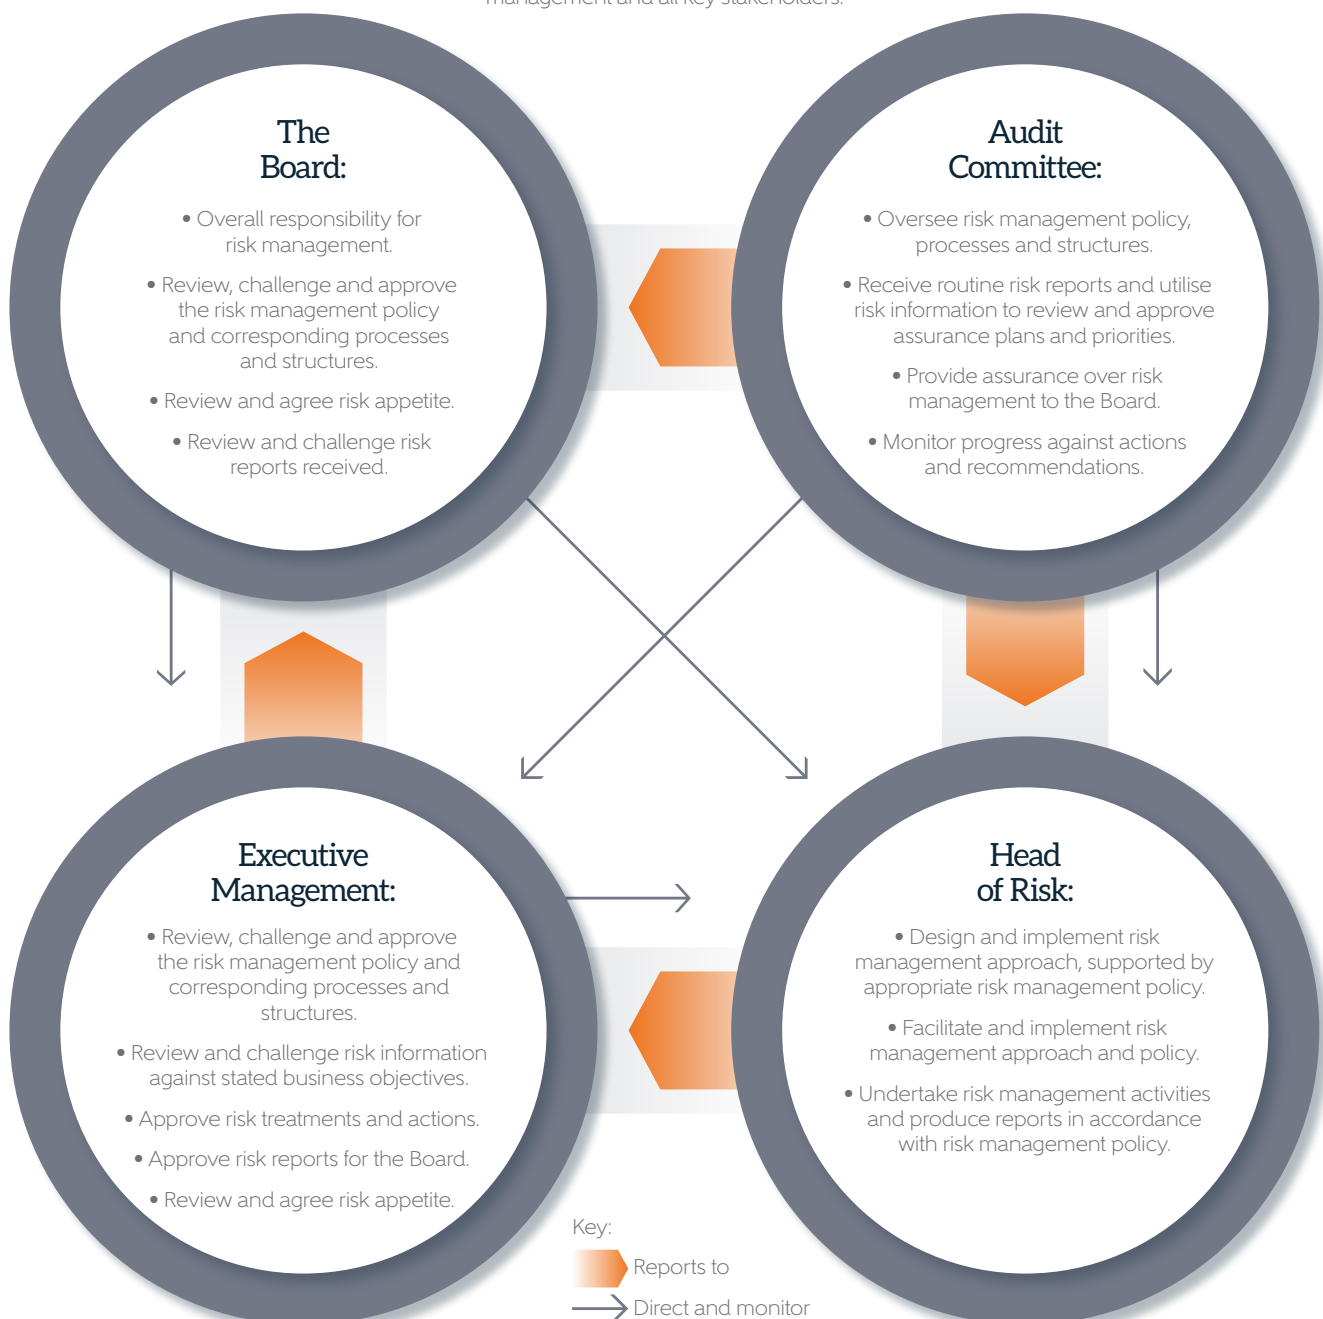 management and all key stakeholders.
The
Board:
• Overall responsibility for
risk management.
• Review, challenge and approve
the risk management policy
and corresponding processes
and structures.
• Review and agree risk appetite.
• Review and challenge risk
reports received.
Audit
Committee:
• Oversee risk management policy,
processes and structures.
• Receive routine risk reports and utilise
risk information to review and approve
assurance plans and priorities.
• Provide assurance over risk
management to the Board.
• Monitor progress against actions
and recommendations.
Executive
Management:
• Review, challenge and approve
the risk management policy and
corresponding processes and
structures.
• Review and challenge risk information
against stated business objectives.
• Approve risk treatments and actions.
• Approve risk reports for the Board.
• Review and agree risk appetite.
Head
of Risk:
• Design and implement risk
management approach, supported by
appropriate risk management policy.
• Facilitate and implement risk
management approach and policy.
• Undertake risk management activities
and produce reports in accordance
with risk management policy.
Key:
Reports to
Direct and monitor